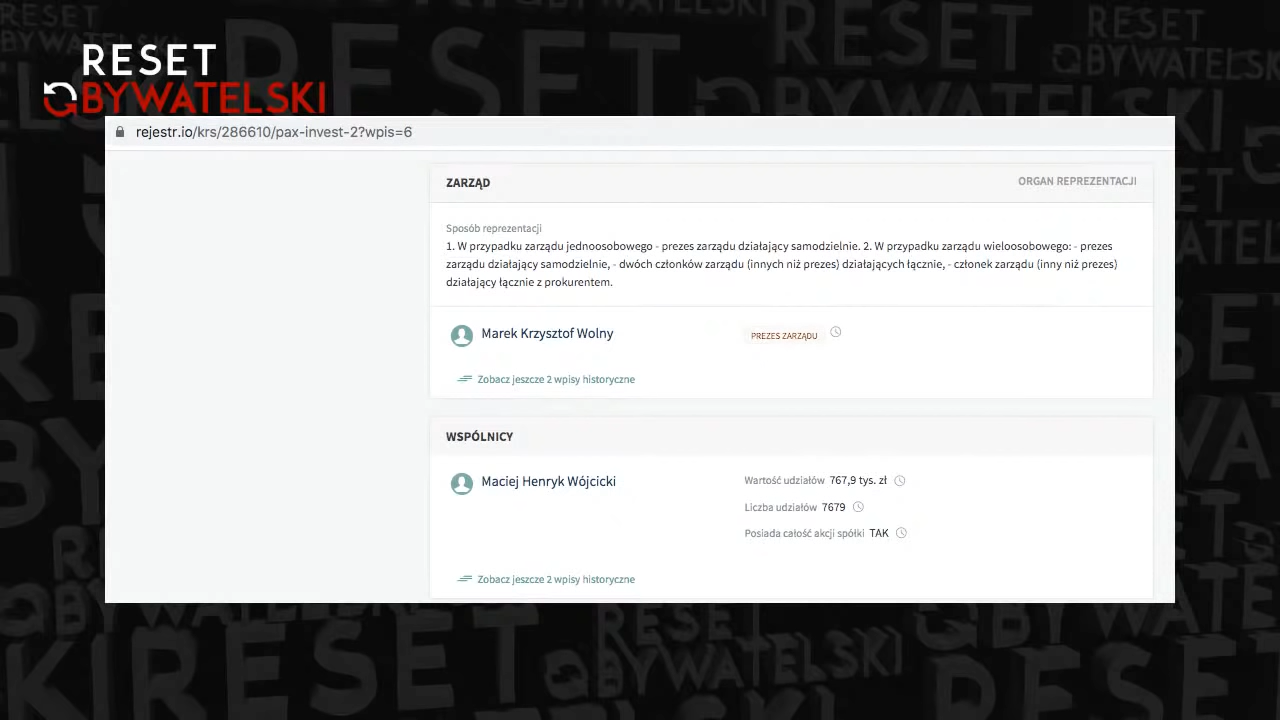 RESET
OBYWATELSKI
rejestr.io/krs/286610/pax-invest-2?wpis=6
ZARZĄD
ORGAN REPREZENTACJI
Sposób reprezentacji
1. W przypadku zarządu jednoosobowego - prezes zarządu działający samodzielnie. 2. W przypadku zarządu wieloosobowego: - prezes
zarządu działający samodzielnie, - dwóch członków zarządu (innych niż prezes) działających łącznie, - członek zarządu (inny niż prezes)
działający łącznie z prokurentem.
Marek Krzysztof Wolny
PREZES ZARZĄDU
Zobacz jeszcze 2 wpisy historyczne
WSPÓLNICY
Maciej Henryk Wójcicki
Wartość udziałów 767,9 tys. zł
Liczba udziałów 7679
Posiada całość akcji spółki TAK
Zobacz jeszcze 2 wpisy historyczne